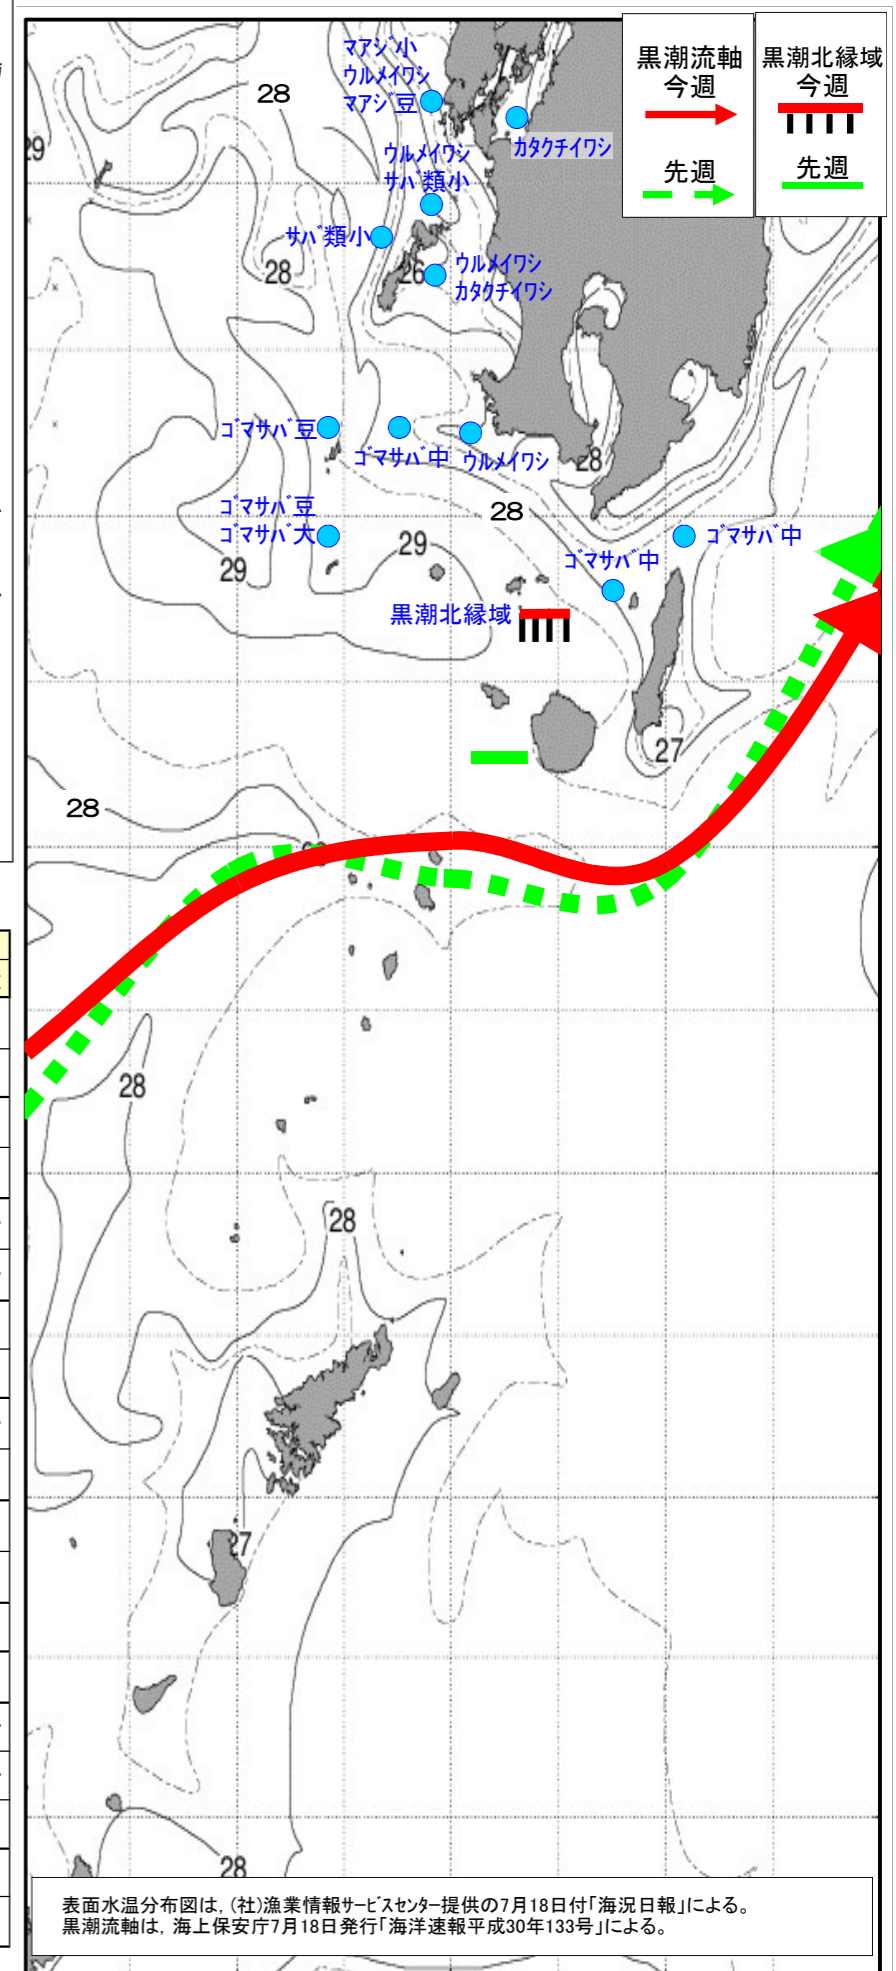 黒潮流軸
今週
先週
黒潮北縁域
今週
先週
マアジ小
ウルメイワシ
マアジ豆
28
カタクチイワシ
29
ウルメイワシ
サバ類小
サバ類小
28
26
ウルメイワシ
カタクチイワシ
ゴマサバ豆
ゴマサバ中
ウルメイワシ
28
ゴマサバ豆
ゴマサバ大
28
29
29
ゴマサバ中
ゴマサバ中
黒潮北縁域
27
28
28
28
27
28
表面水温分布図は，(社)漁業情報サービスセンター提供の7月18日付「海況日報」による。
黒潮流軸は，海上保安庁7月18日発行「海洋速報平成30年133号」による。